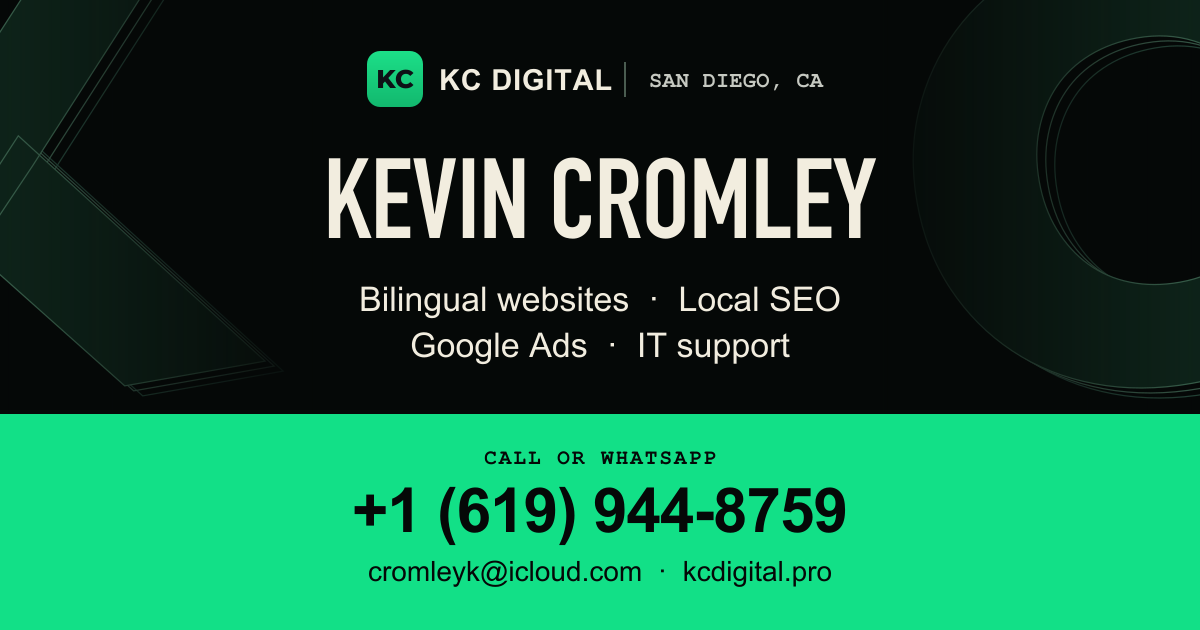 KC KC DIGITAL | SAN DIEGO, CA
KEVIN CROMLEY
Bilingual websites · Local SEO
Google Ads · IT support
CALL OR WHATSAPP
+1 (619) 944-8759
cromleyk@icloud.com · kcdigital.pro